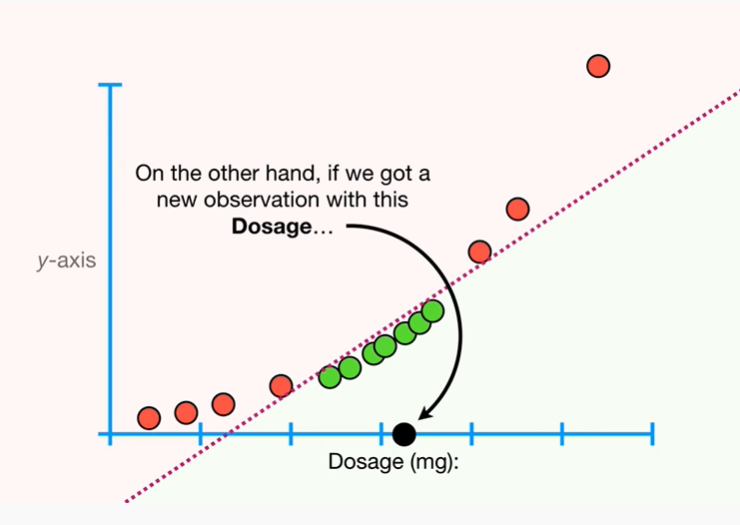 On the other hand, if we got a
new observation with this
Dosage…
y-axis
Dosage (mg):